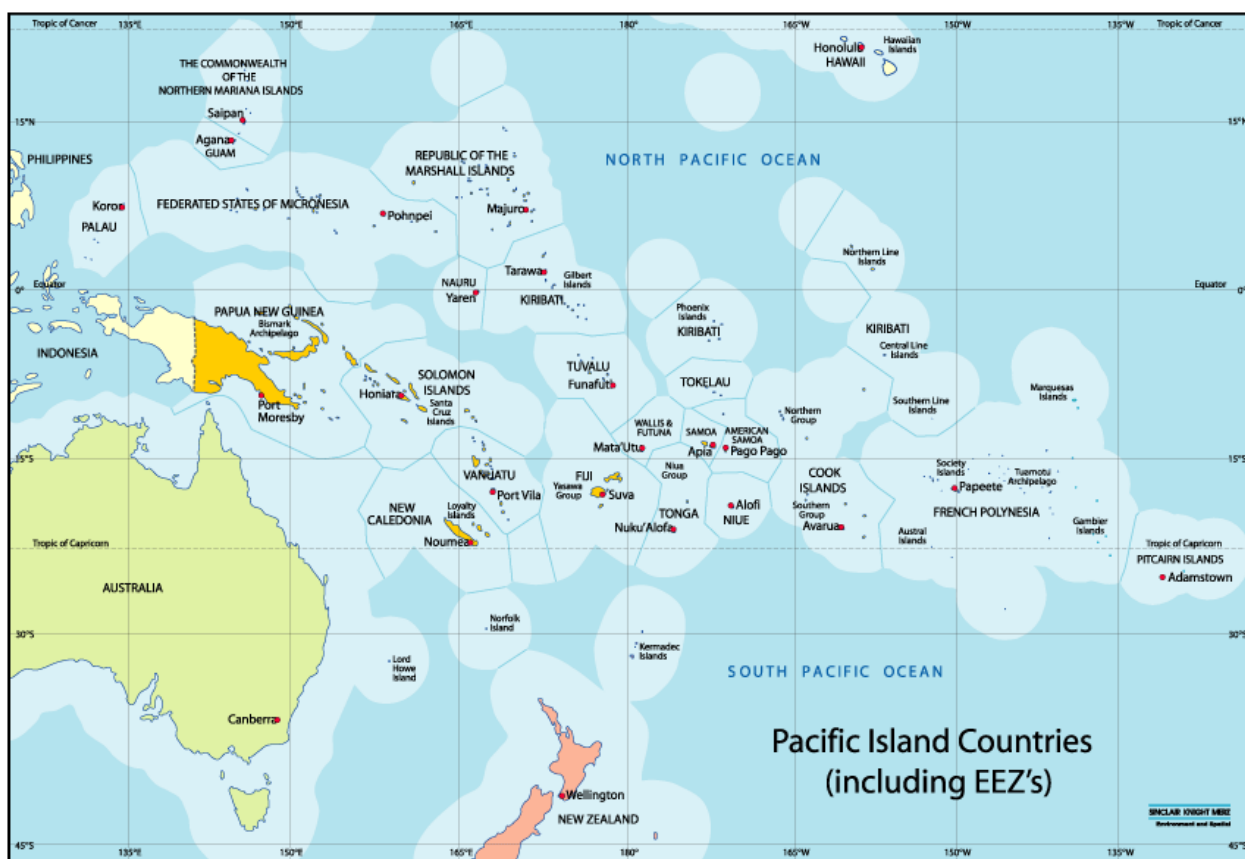 Tropic of Cancer
135°E
150°E
165°E
180°
165°W
150°W
135°W
Tropic of Cancer
Honolulu
HAWAII
Hawaiian
Islands
THE COMMONWEALTH
OF THE
NORTHERN MARIANA ISLANDS
Saipan
15°N
15°N
Agana
GUAM
PHILIPPINES
REPUBLIC OF THE
MARSHALL ISLANDS
NORTH PACIFIC OCEAN
Koror
PALAU
FEDERATED STATES OF MICRONESIA
Pohnpei
Majuro
Northern Line
Islands
Tarawa
Gilbert
Islands
KIRIBATI
NAURU
Yaren
Equator
0°
0°
Equator
PAPUA NEW GUINEA
Bismark
Archipelago
Phoenix
Islands
KIRIBATI
KIRIBATI
Central Line
Islands
INDONESIA
SOLOMON
ISLANDS
Honiara
Santa
Cruz
Islands
TUVALU
Funafuti
TOKELAU
Marquesas
Islands
Port
Moresby
Northern
Group
Southern Line
Islands
WALLIS &
FUTUNA
Mata'Utu
SAMOA
Apia
AMERICAN
SAMOA
Pago Pago
15°S
15°S
VANUATU
Port Vila
FIJI
Yasawa
Group
Suva
Niua
Group
COOK
ISLANDS
Southern
Group
Avarua
Society
Islands
Papeete
Tuamotu
Archipelago
FRENCH POLYNESIA
NEW
CALEDONIA
Loyalty
Islands
Noumea
TONGA
Nuku'Alofa
Alofi
NIUE
Austral
Islands
Gambier
Islands
Tropic of Capricorn
Tropic of Capricorn
PITCAIRN ISLANDS
Adamstown
AUSTRALIA
Norfolk
Island
30°S
30°S
Lord
Howe
Island
Kermadec
Islands
SOUTH PACIFIC OCEAN
Canberra
Pacific Island Countries
(including EEZ's)
Wellington
NEW ZEALAND
SINCLAIR KNIGHT MERZ
Environment and Spatial
45°S
135°E
150°E
165°E
180°
165°W
150°W
135°W
45°S